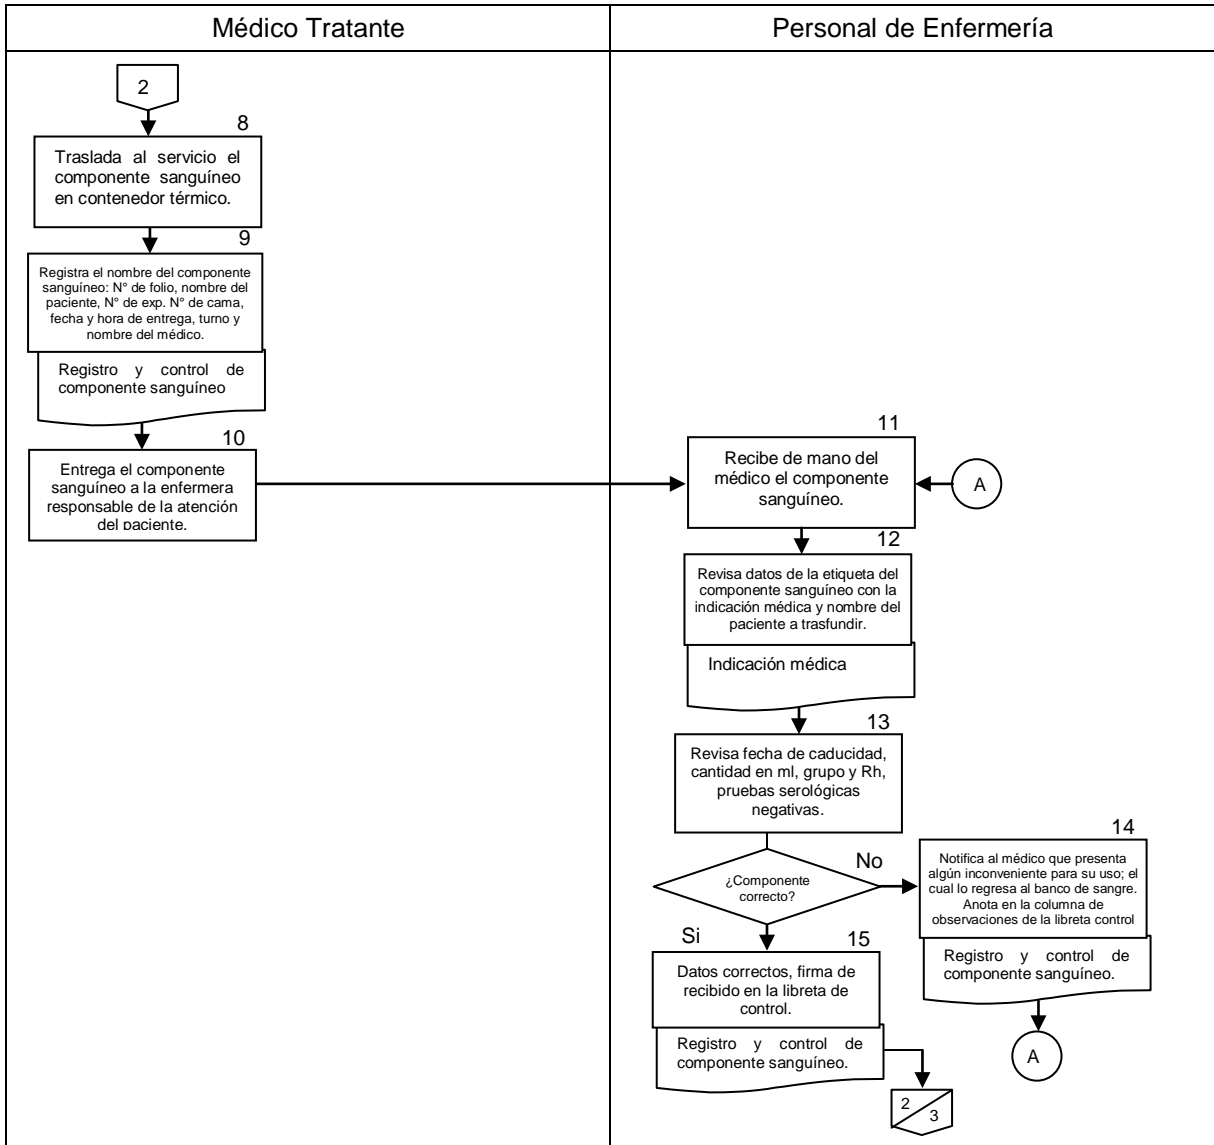 Médico Tratante
Personal de Enfermería
2
8
Traslada al servicio el
componente sanguíneo
en contenedor térmico.
9
Registra el nombre del componente
sanguíneo: N° de folio, nombre del
paciente, N° de exp. N° de cama,
fecha y hora de entrega, turno y
nombre del médico.
Registro y control de
componente sanguíneo
10
Entrega el componente
sanguíneo a la enfermera
responsable de la atención
del paciente.
11
Recibe de mano del
médico el componente
sanguíneo.
A
12
Revisa datos de la etiqueta del
componente sanguíneo con la
indicación médica y nombre del
paciente a trasfundir.
Indicación médica
13
Revisa fecha de caducidad,
cantidad en ml, grupo y Rh,
pruebas serológicas
negativas.
¿Componente
correcto?
No
14
Notifica al médico que presenta
algún inconveniente para su uso; el
cual lo regresa al banco de sangre.
Anota en la columna de
observaciones de la libreta control
Registro y control de
componente sanguíneo.
A
Si
15
Datos correctos, firma de
recibido en la libreta de
control.
Registro y control de
componente sanguíneo.
2
3